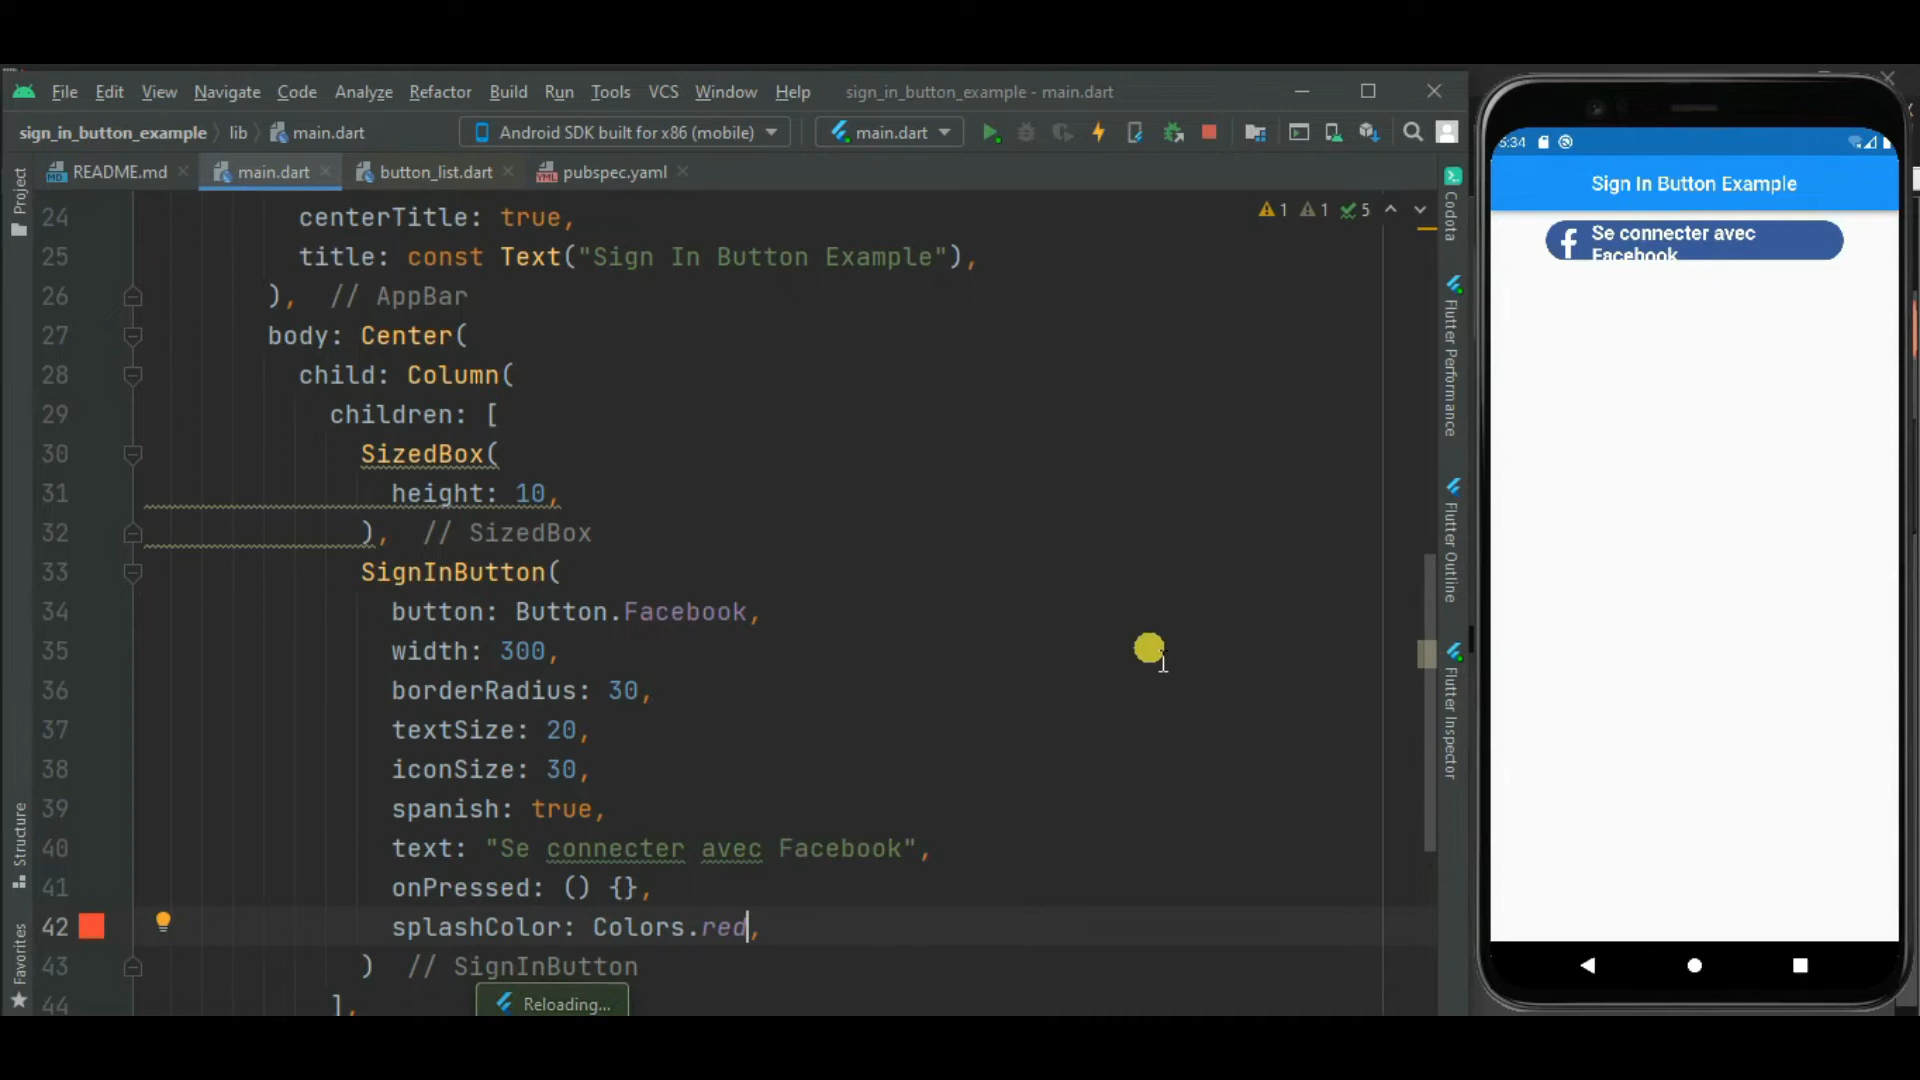 File Edit View Navigate Code Analyze Refactor Build Run Tools VCS Window Help sign_in_button_example - main.dart
sign_in_button_example lib main.dart Android SDK built for x86 (mobile) main.dart
README.md main.dart button_list.dart pubspec.yaml
Project
Structure
Favorites
24 centerTitle: true,
25 title: const Text("Sign In Button Example"),
26 ), // AppBar
27 body: Center(
28 child: Column(
29 children: [
30 SizedBox(
31 height: 10,
32 ), // SizedBox
33 SignInButton(
34 button: Button.Facebook,
35 width: 300,
36 borderRadius: 30,
37 textSize: 20,
38 iconSize: 30,
39 spanish: true,
40 text: "Se connecter avec Facebook",
41 onPressed: () {},
42 splashColor: Colors.red,
43 ) // SignInButton
44 ],
Reloading...
1 1 5
Codota
Flutter Performance
Flutter Outline
Flutter Inspector
5:34
Sign In Button Example
Se connecter avec
Facebook